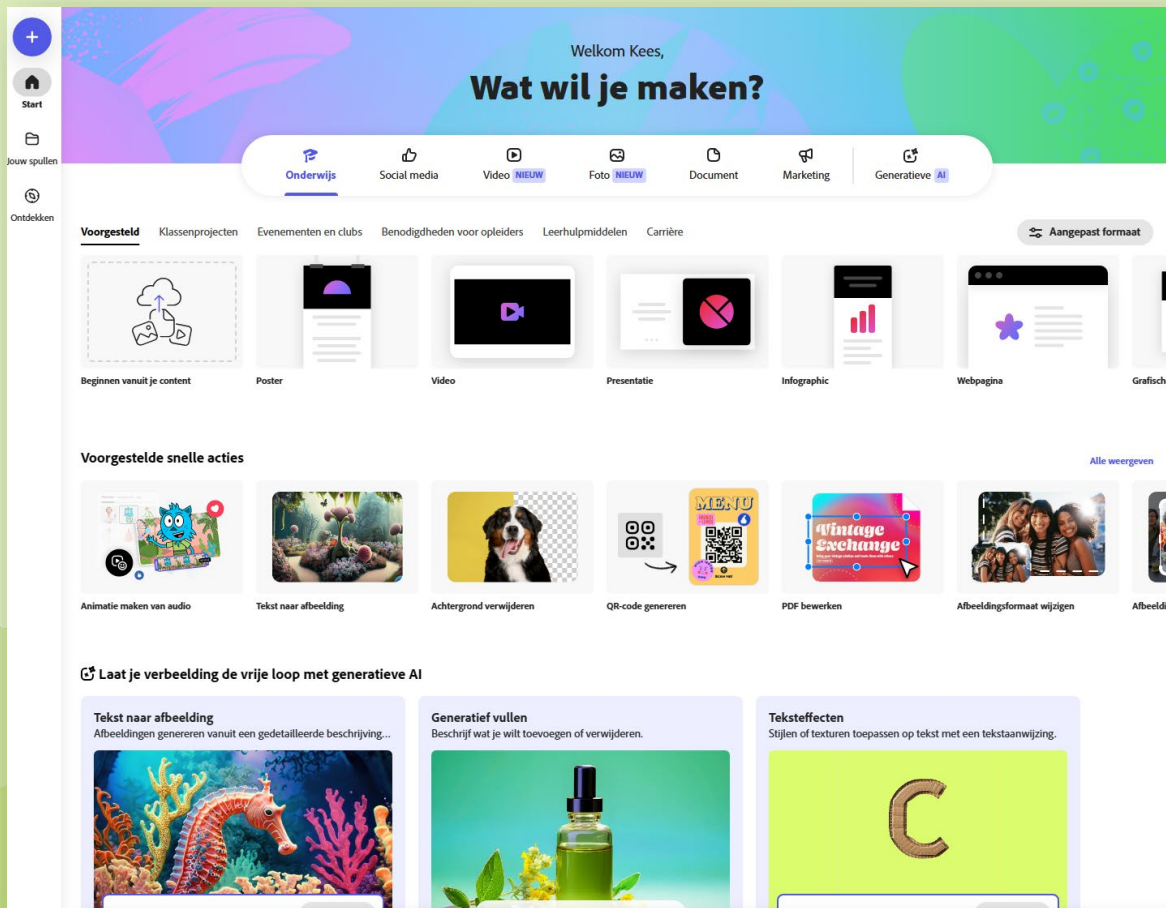 Welkom Kees,
Wat wil je maken?
Start
Jouw spullen
Ontdekken
Onderwijs
Social media
Video NIEUW
Foto NIEUW
Document
Marketing
Generatieve AI
Voorgesteld
Klassenprojecten
Evenementen en clubs
Benodigdheden voor opleiders
Leerhulpmiddelen
Carrière
Aangepast formaat
Beginnen vanuit je content
Poster
Video
Presentatie
Infographic
Webpagina
Grafisch
Voorgestelde snelle acties
Alle weergeven
MENU
Vintage
Exchange
Animatie maken van audio
Tekst naar afbeelding
Achtergrond verwijderen
QR-code genereren
PDF bewerken
Afbeeldingsformaat wijzigen
Afbeeldi
Laat je verbeelding de vrije loop met generatieve AI
Tekst naar afbeelding
Afbeeldingen genereren vanuit een gedetailleerde beschrijving...
Generatief vullen
Beschrijf wat je wilt toevoegen of verwijderen.
Teksteffecten
Stijlen of texturen toepassen op tekst met een tekstaanwijzing.
C